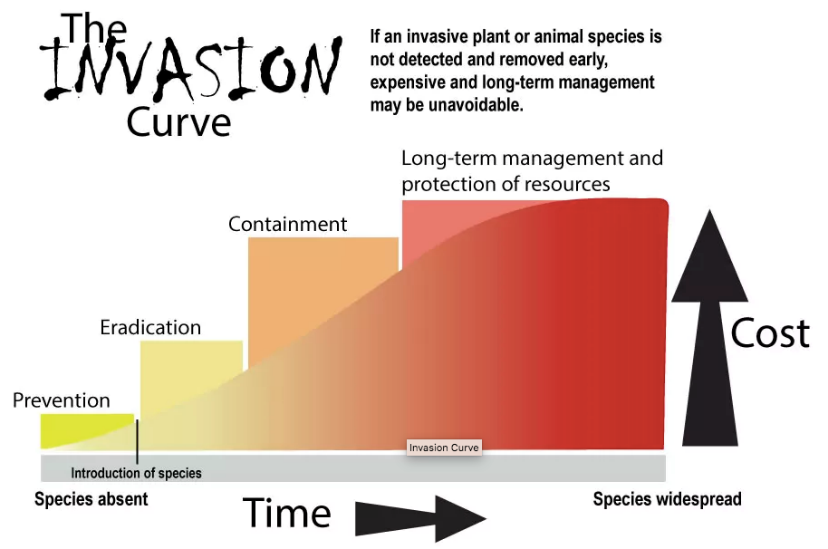 The
INVASION
Curve
If an invasive plant or animal species is
not detected and removed early,
expensive and long-term management
may be unavoidable.
Long-term management and
protection of resources
Containment
Eradication
Prevention
Cost
Invasion Curve
Introduction of species
Species absent
Species widespread
Time